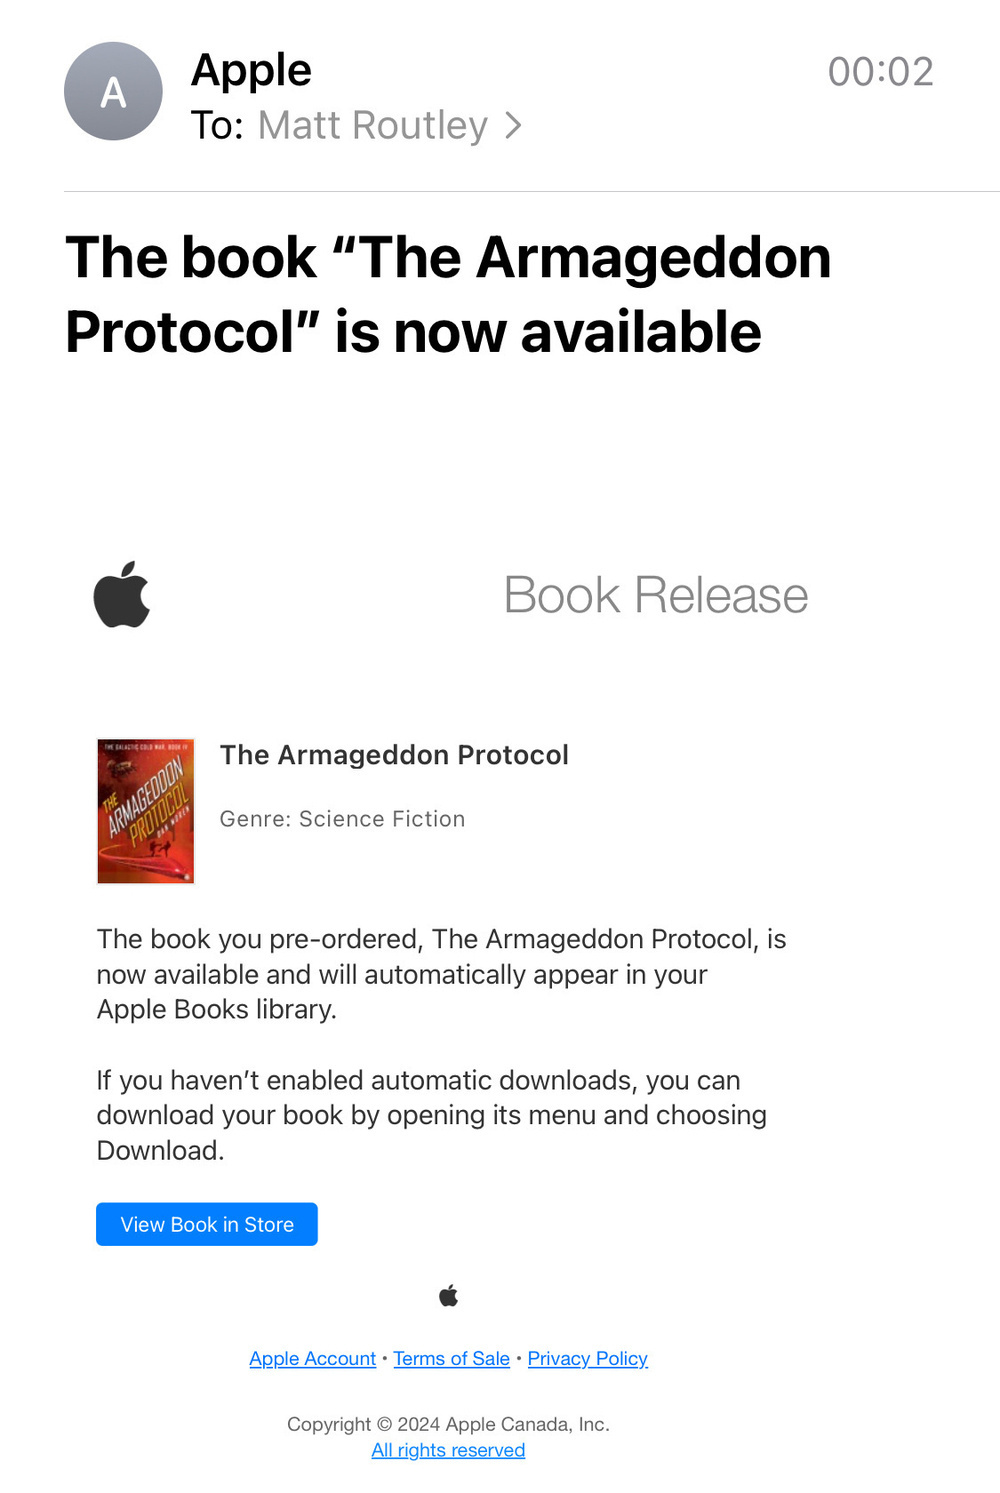 A
Apple
00:02
To: Matt Routley
The book “The Armageddon
Protocol” is now available
Book Release
THE GALACTIC COLD WAR, BOOK IV
THE
ARMAGEDDON
PROTOCOL
DAN MOREN
The Armageddon Protocol
Genre: Science Fiction
The book you pre-ordered, The Armageddon Protocol, is
now available and will automatically appear in your
Apple Books library.
If you haven’t enabled automatic downloads, you can
download your book by opening its menu and choosing
Download.
View Book in Store
Apple Account • Terms of Sale • Privacy Policy
Copyright © 2024 Apple Canada, Inc.
All rights reserved